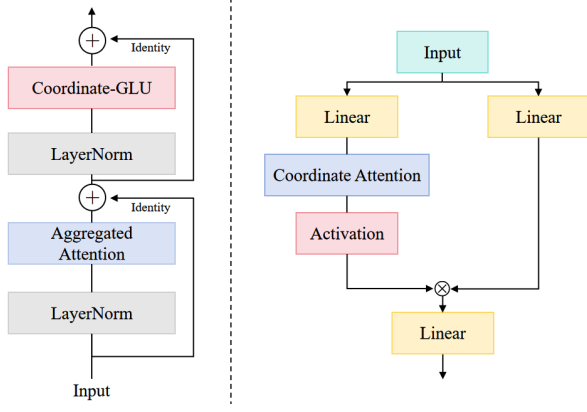 Identity
Coordinate-GLU
LayerNorm
Identity
Aggregated
Attention
LayerNorm
Input
Input
Linear
Linear
Coordinate Attention
Activation
Linear